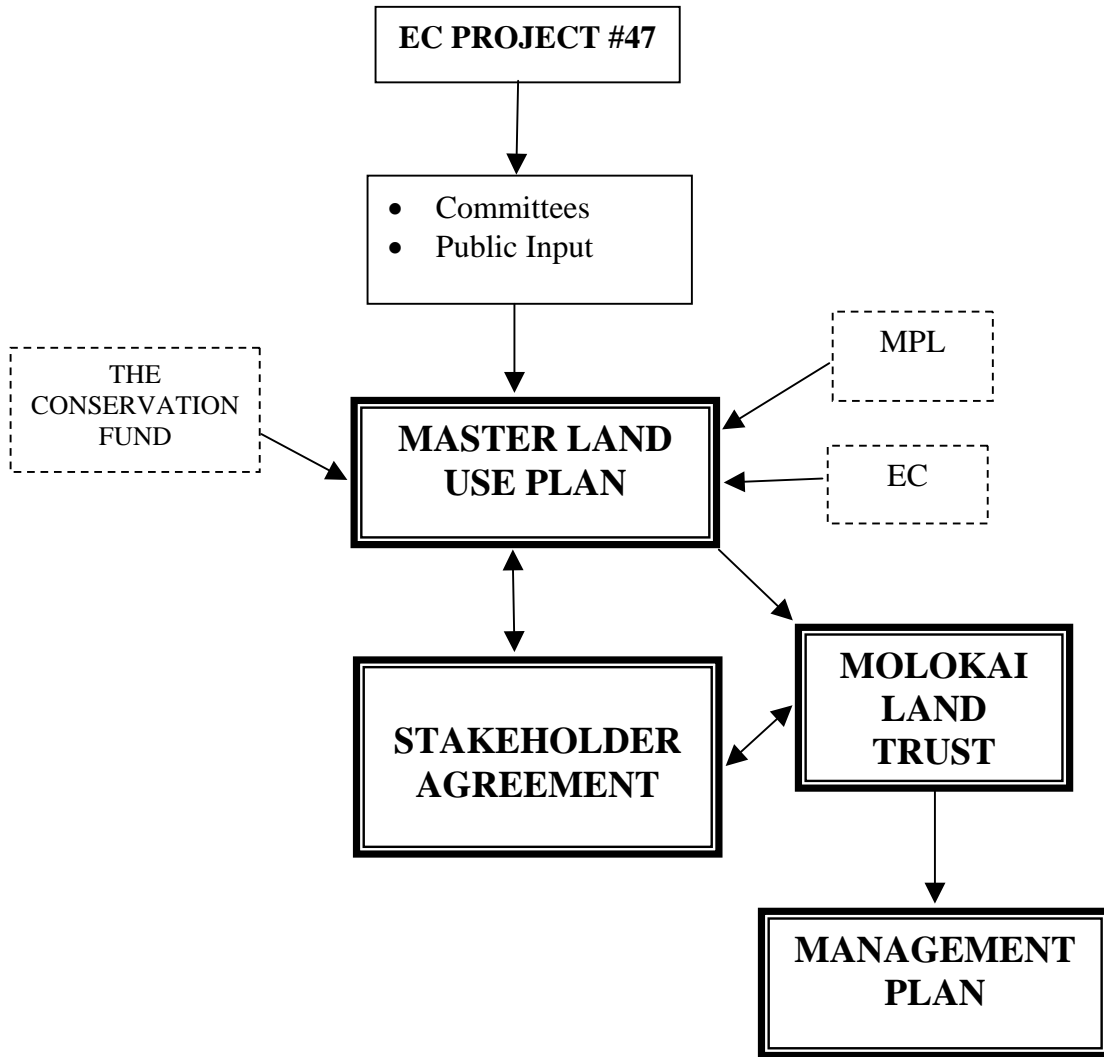 EC PROJECT #47
• Committees
• Public Input
THE
CONSERVATION
FUND
MPL
MASTER LAND
USE PLAN
EC
STAKEHOLDER
AGREEMENT
MOLOKAI
LAND
TRUST
MANAGEMENT
PLAN